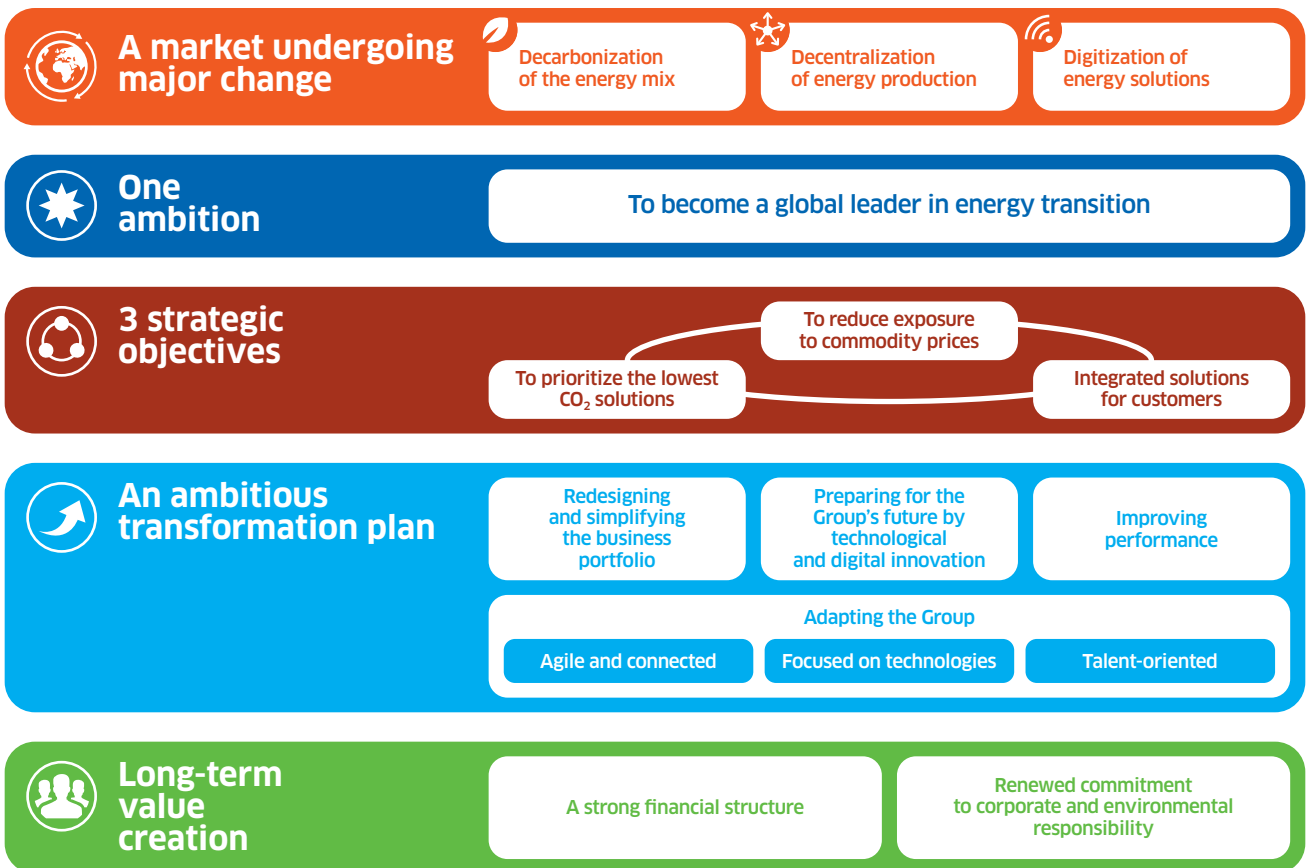 A market undergoing
major change
Decarbonization
of the energy mix
Decentralization
of energy production
Digitization of
energy solutions
One
ambition
To become a global leader in energy transition
3 strategic
objectives
To reduce exposure
to commodity prices
To prioritize the lowest
CO₂ solutions
Integrated solutions
for customers
An ambitious
transformation plan
Redesigning
and simplifying
the business
portfolio
Preparing for the
Group's future by
technological
and digital innovation
Improving
performance
Adapting the Group
Agile and connected
Focused on technologies
Talent-oriented
Long-term
value
creation
A strong financial structure
Renewed commitment
to corporate and environmental
responsibility